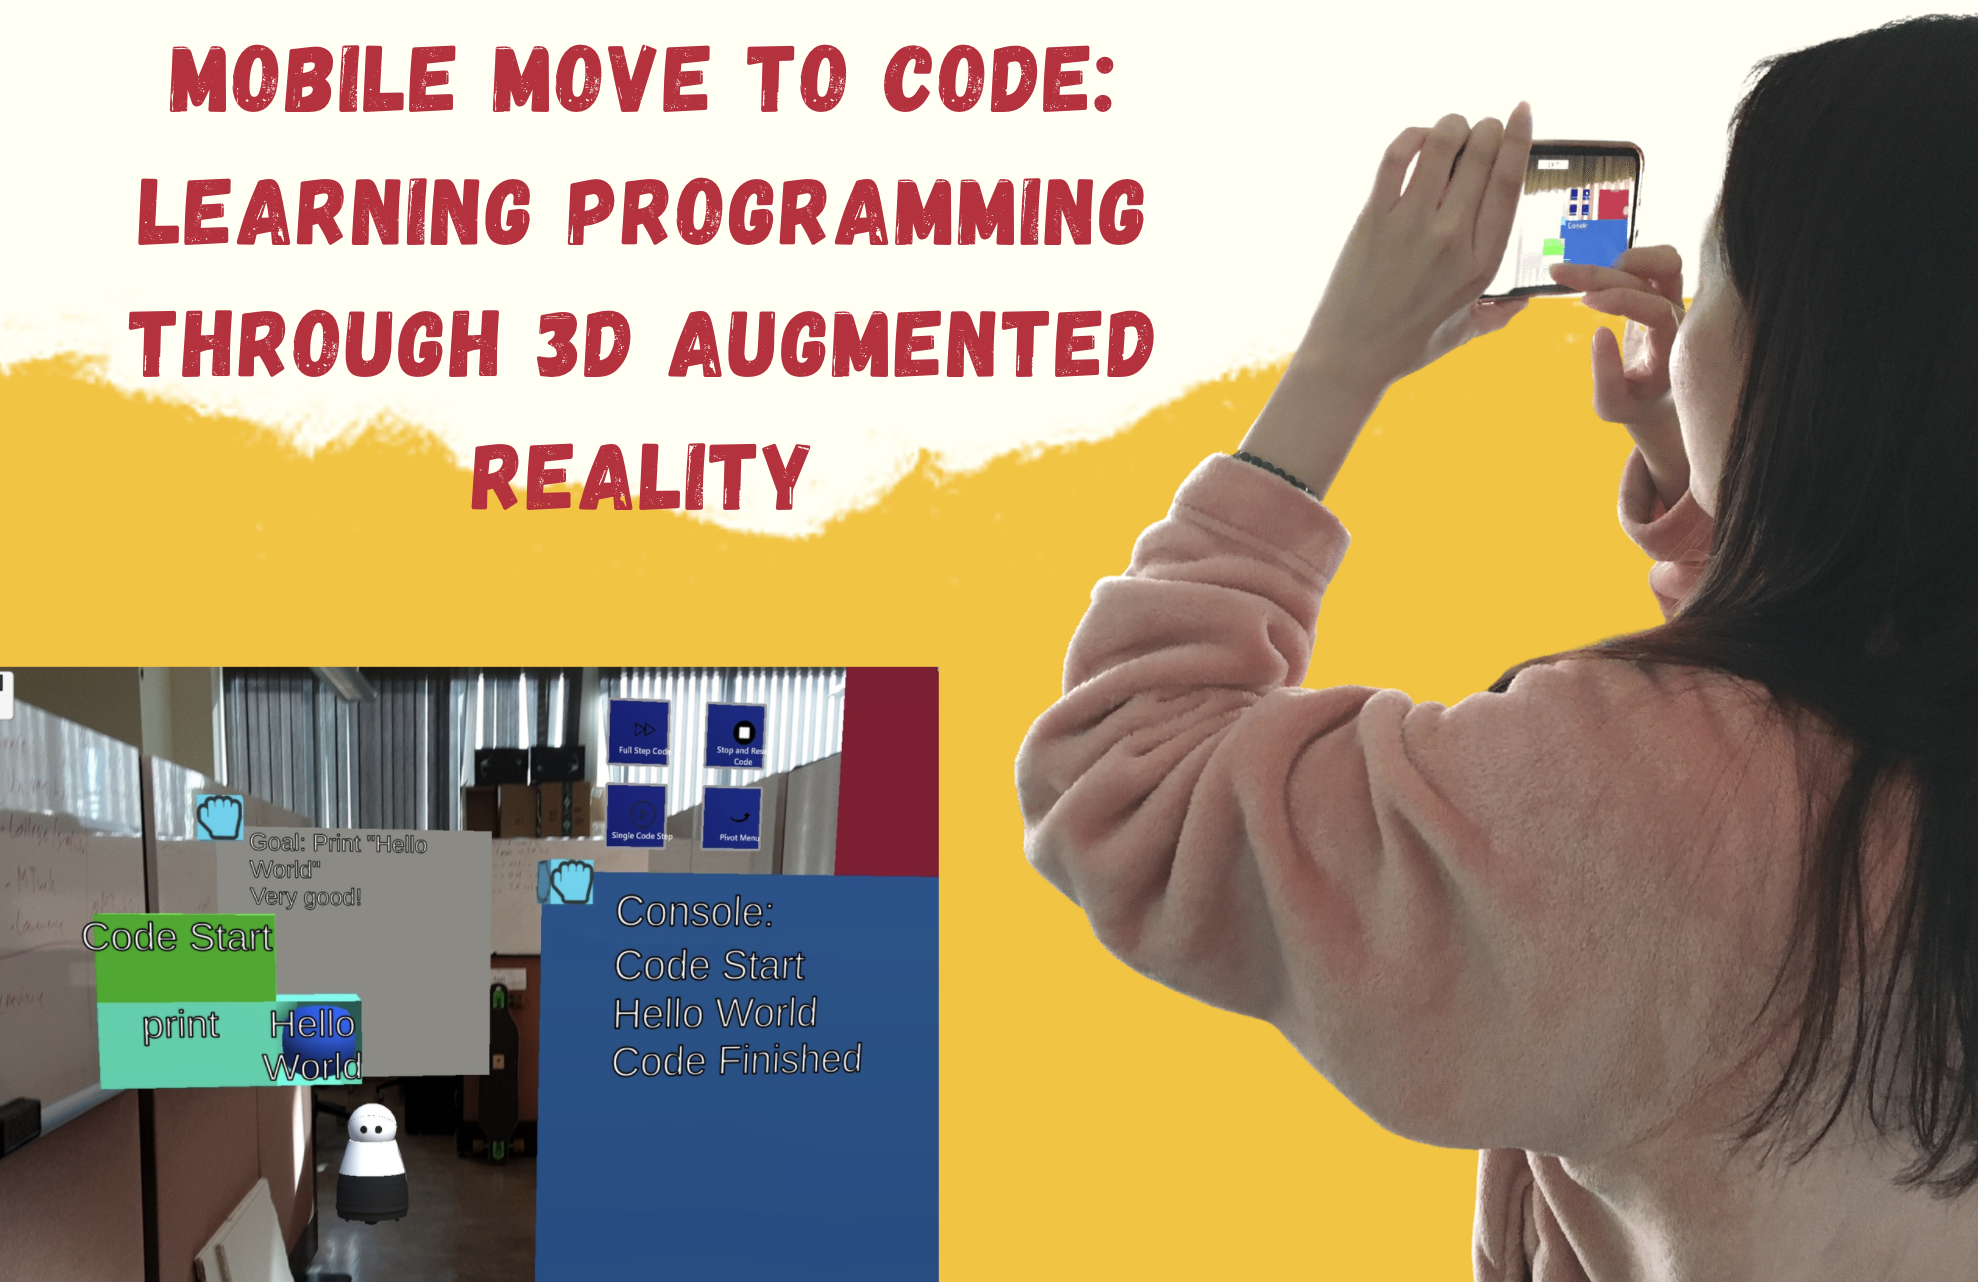 MOBILE MOVE TO CODE:
LEARNING PROGRAMMING
THROUGH 3D AUGMENTED
REALITY
Full Step Code
Stop and Res
Code
Single Code Step
Pivot Menu
Goal: Print "Hello
World"
Very good!
Code Start
print
Hello
World
Console:
Code Start
Hello World
Code Finished